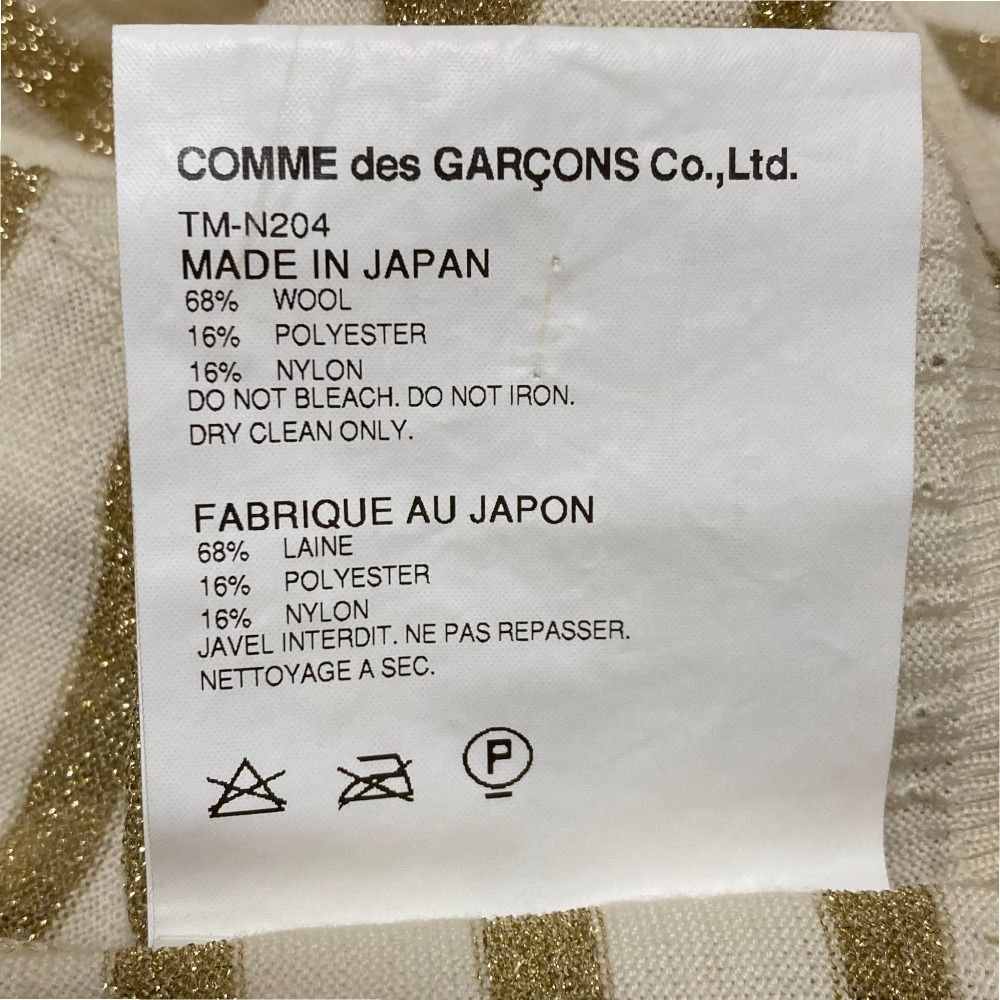 COMME des GARÇONS Co.,Ltd.
TM-N204
MADE IN JAPAN
68% WOOL
16% POLYESTER
16% NYLON
DO NOT BLEACH. DO NOT IRON.
DRY CLEAN ONLY.
FABRIQUE AU JAPON
68% LAINE
16% POLYESTER
16% NYLON
JAVEL INTERDIT. NE PAS REPASSER.
NETTOYAGE A SEC.
P